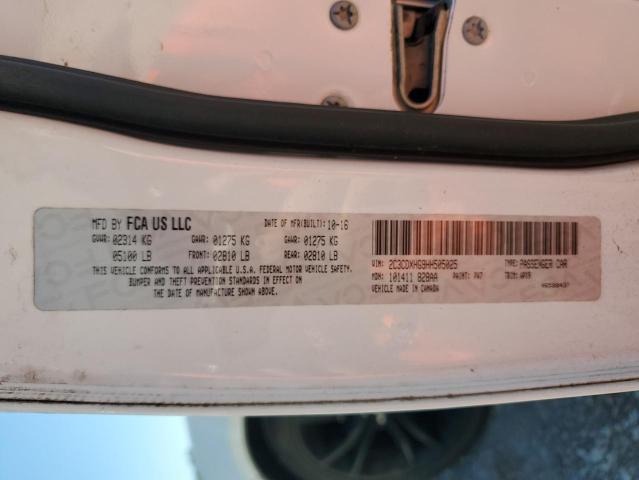 MFD BY FCA US LLC DATE OF MFR(BUILT): 10-16
GVWR: 02314 KG GAWR: 01275 KG GAWR: 01275 KG
05100 LB FRONT: 02810 LB REAR: 02810 LB
THIS VEHICLE CONFORMS TO ALL APPLICABLE U.S.A. FEDERAL MOTOR VEHICLE SAFETY,
BUMPER AND THEFT PREVENTION STANDARDS IN EFFECT ON
THE DATE OF MANUFACTURE SHOWN ABOVE.
VIN: 2C3CDXHG9HH505025 TYPE: PASSENGER CAR
MDH: 101411 828AA PAINT: PW7 TRIM:
MADE IN CANADA